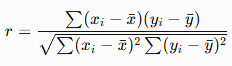 r = ∑(xᵢ − x̄)(yᵢ − ȳ) / √(∑(xᵢ − x̄)² ∑(yᵢ − ȳ)²)